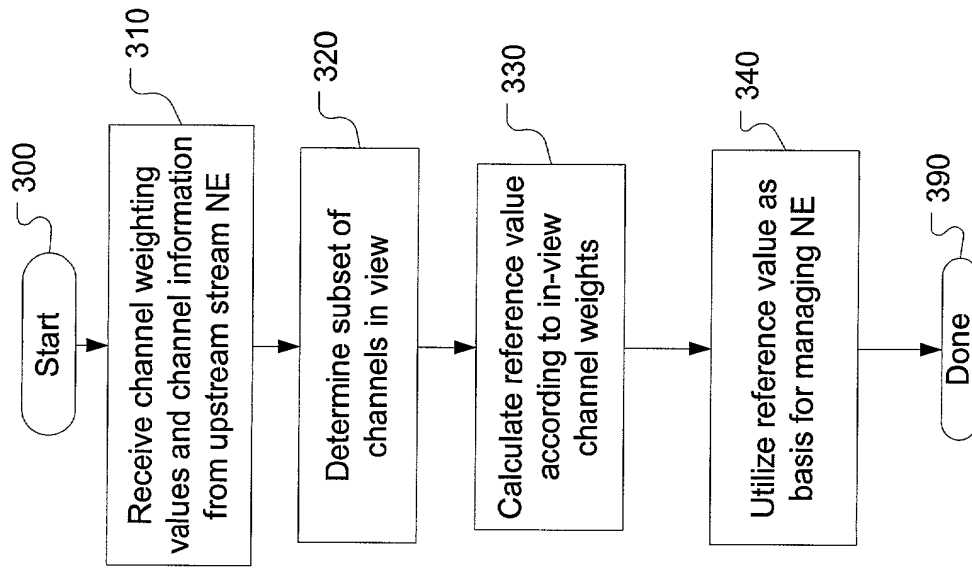 Start
300
Receive channel weighting
values and channel information
from upstream stream NE
310
Determine subset of
channels in view
320
Calculate reference value
according to in-view
channel weights
330
Utilize reference value as
basis for managing NE
340
Done
390